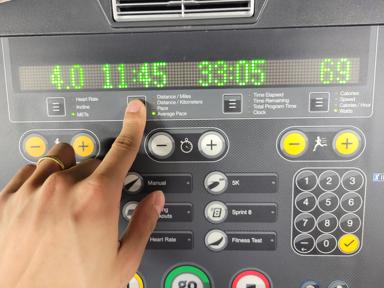 4.0 11:45 33:05 69
Heart Rate
Incline
METs
Distance / Miles
Distance / Kilometers
Pace
Average Pace
Time Elapsed
Time Remaining
Total Program Time
Clock
Calories
Speed
Calories / Hour
Watts
Manual
5K
Sprint 8
Heart Rate
Fitness Test
1 2 3
4 5 6
7 8 9
0
go